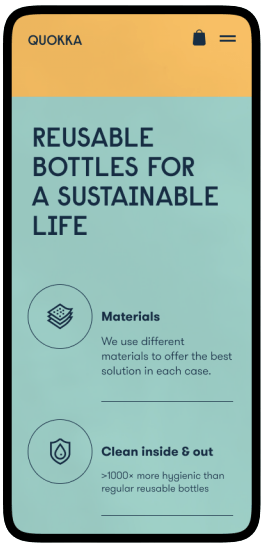 QUOKKA
REUSABLE
BOTTLES FOR
A SUSTAINABLE
LIFE
Materials
We use different
materials to offer the best
solution in each case.
Clean inside & out
>1000× more hygienic than
regular reusable bottles